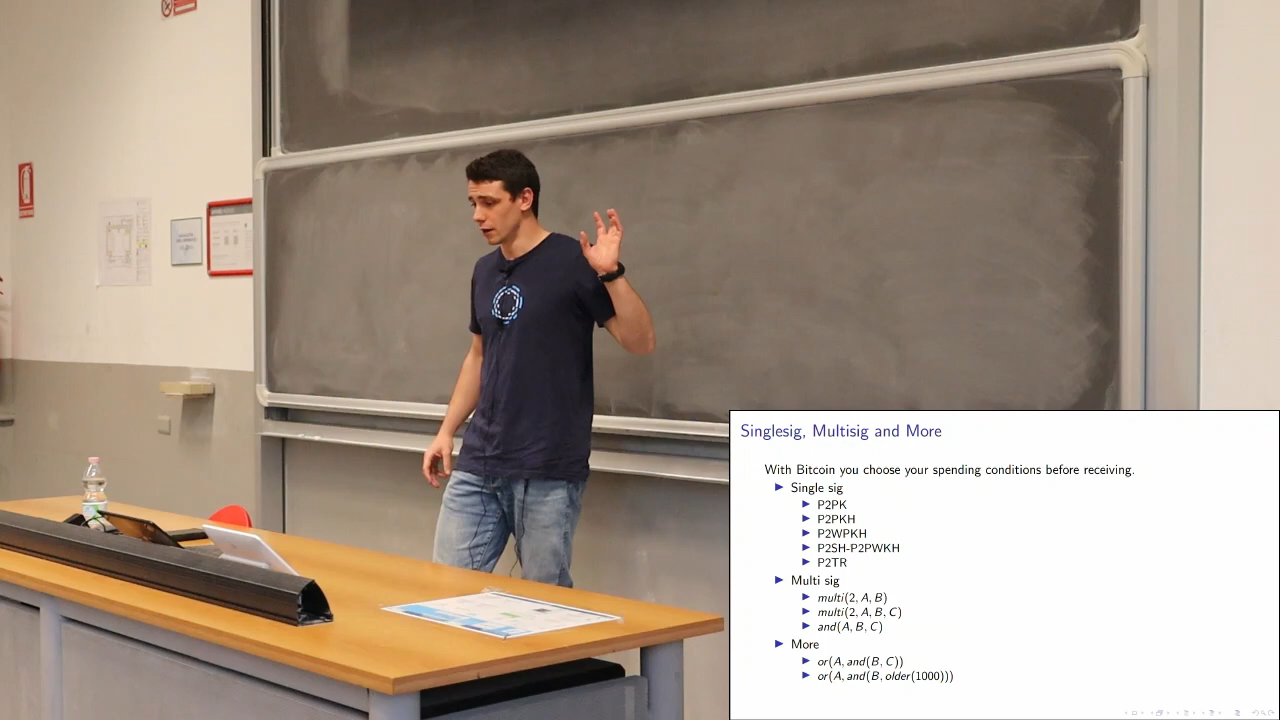 Singlesig, Multisig and More
With Bitcoin you choose your spending conditions before receiving.
Single sig
P2PK
P2PKH
P2WPKH
P2SH-P2PWKH
P2TR
Multi sig
multi(2, A, B)
multi(2, A, B, C)
and(A, B, C)
More
or(A, and(B, C))
or(A, and(B, older(1000)))